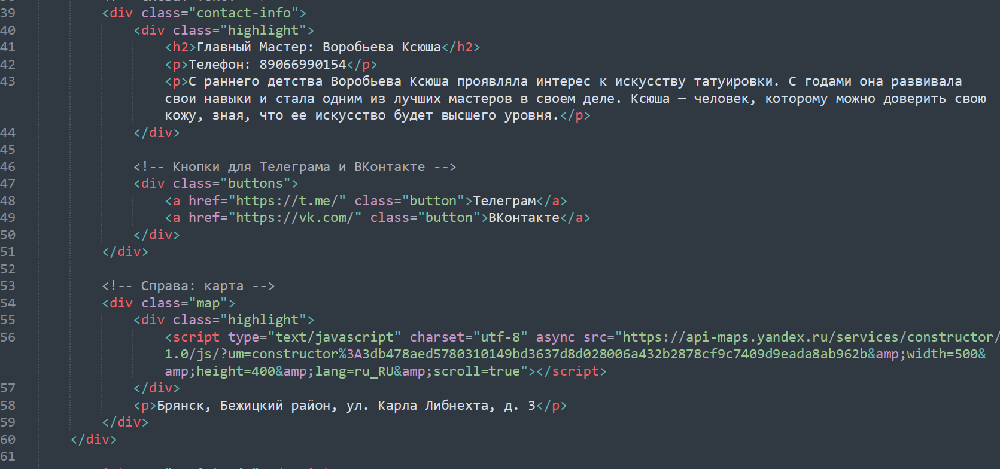 39 <div class="contact-info">
40 <div class="highlight">
41 <h2>Главный Мастер: Воробьева Ксюша</h2>
42 <p>Телефон: 89066990154</p>
43 <p>С раннего детства Воробьева Ксюша проявляла интерес к искусству татуировки. С годами она развивала
свои навыки и стала одним из лучших мастеров в своем деле. Ксюша — человек, которому можно доверить свою
кожу, зная, что ее искусство будет высшего уровня.</p>
44 </div>
45
46 <!-- Кнопки для Телеграма и ВКонтакте -->
47 <div class="buttons">
48 <a href="https://t.me/" class="button">Телеграм</a>
49 <a href="https://vk.com/" class="button">ВКонтакте</a>
50 </div>
51 </div>
52
53 <!-- Справа: карта -->
54 <div class="map">
55 <div class="highlight">
56 <script type="text/javascript" charset="utf-8" async src="https://api-maps.yandex.ru/services/constructor/
1.0/js/?um=constructor%3A3db478aed5780310149bd3637d8d028006a432b2878cf9c7409d9eada8ab962b&amp;width=500&
amp;height=400&amp;lang=ru_RU&amp;scroll=true"></script>
57 </div>
58 <p>Брянск, Бежицкий район, ул. Карла Либнехта, д. 3</p>
59 </div>
60 </div>
61